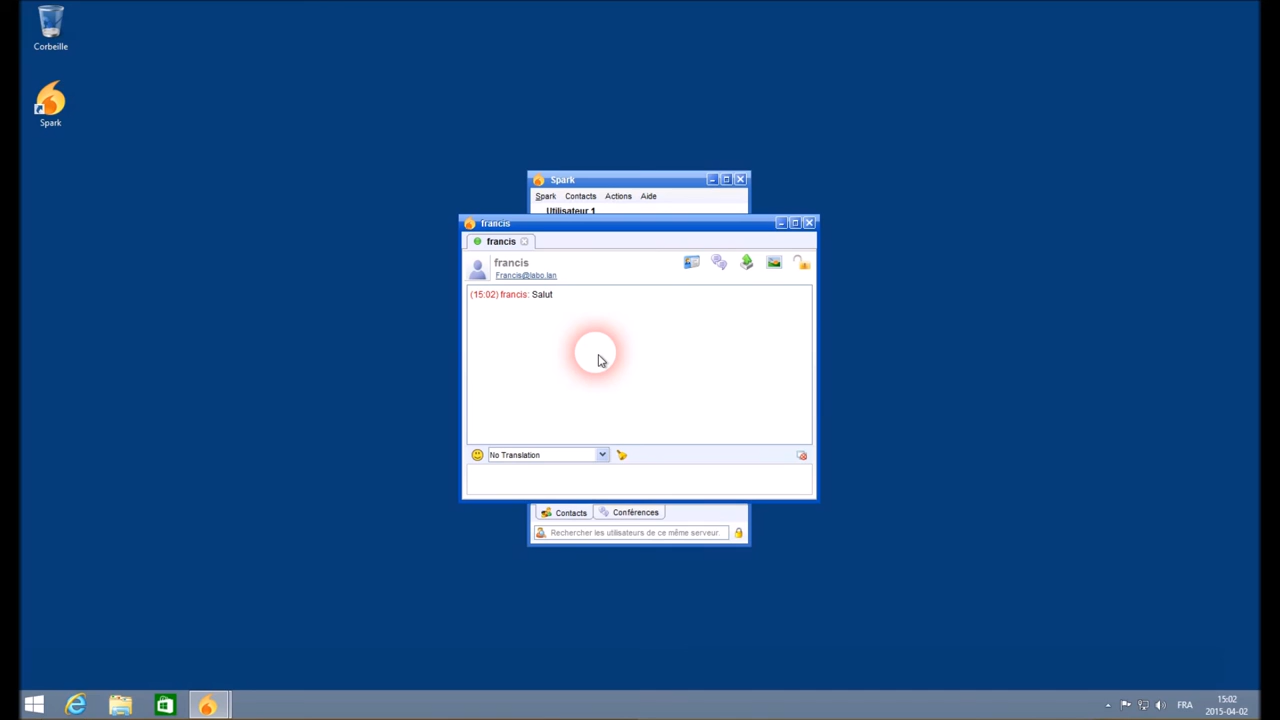 Corbeille
Spark
Spark
Spark Contacts Actions Aide
Utilisateur 1
francis
francis
francis
Francis@labo.lan
(15:02) francis: Salut
No Translation
Contacts Conférences
Rechercher les utilisateurs de ce même serveur.
FRA
15:02
2015-04-02